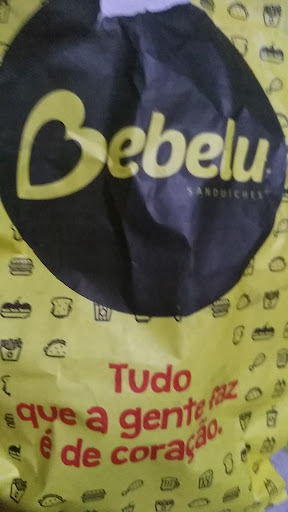 Bebelu
SANDUICHES
Tudo
que a gente faz
é de coração.